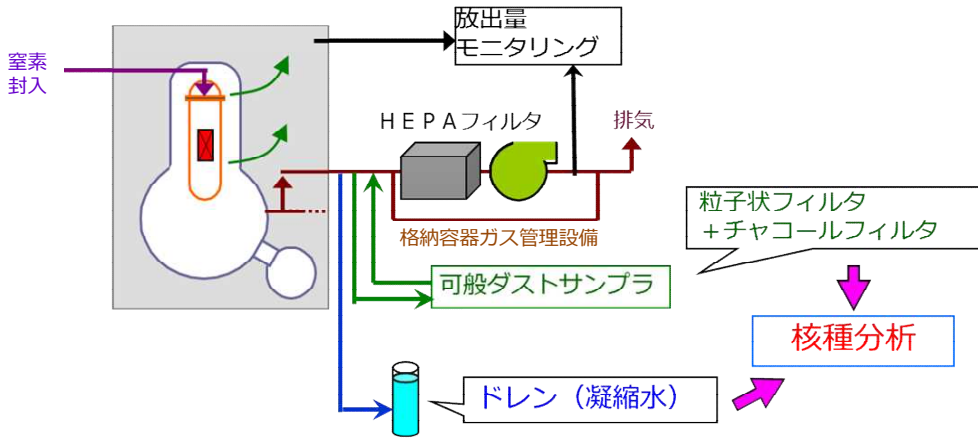 放出量
モニタリング
窒素
封入
ＨＥＰＡフィルタ
排気
粒子状フィルタ
＋チャコールフィルタ
格納容器ガス管理設備
可般ダストサンプラ
核種分析
ドレン（凝縮水）